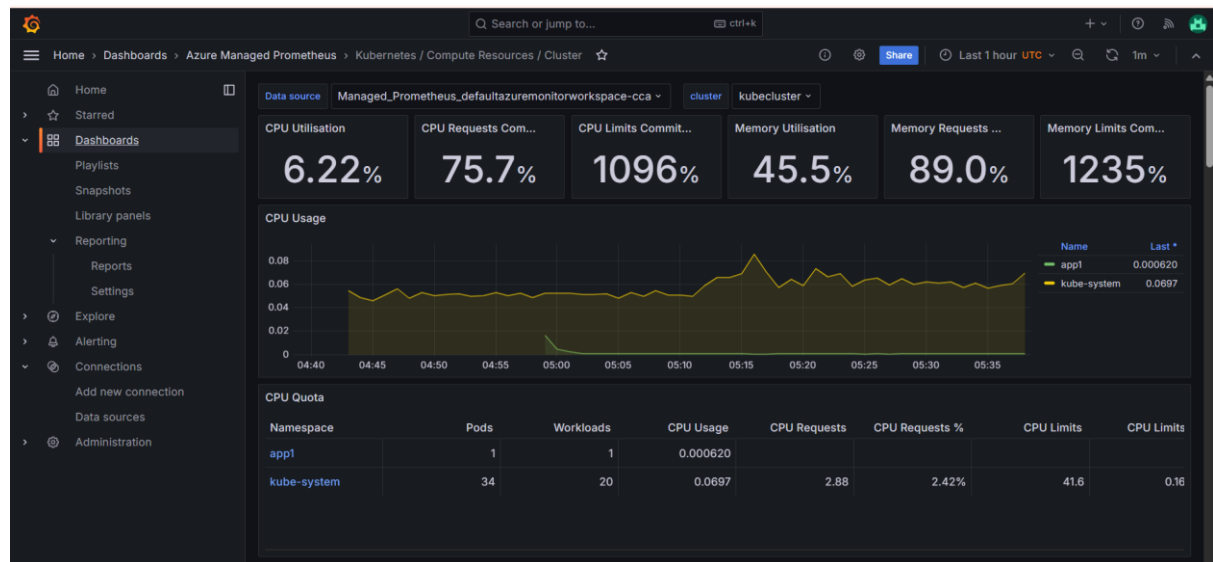 Search or jump to... ctrl+k
Home › Dashboards › Azure Managed Prometheus › Kubernetes / Compute Resources / Cluster Share Last 1 hour UTC 1m
Home
Starred
Dashboards
Playlists
Snapshots
Library panels
Reporting
Reports
Settings
Explore
Alerting
Connections
Add new connection
Data sources
Administration
Data source Managed_Prometheus_defaultazuremonitorworkspace-cca cluster kubecluster
CPU Utilisation CPU Requests Com... CPU Limits Commit... Memory Utilisation Memory Requests ... Memory Limits Com...
6.22% 75.7% 1096% 45.5% 89.0% 1235%
CPU Usage
0.08
0.06
0.04
0.02
0
04:40 04:45 04:50 04:55 05:00 05:05 05:10 05:15 05:20 05:25 05:30 05:35
Name Last *
app1 0.000620
kube-system 0.0697
CPU Quota
Namespace Pods Workloads CPU Usage CPU Requests CPU Requests % CPU Limits CPU Limits
app1 1 1 0.000620
kube-system 34 20 0.0697 2.88 2.42% 41.6 0.16